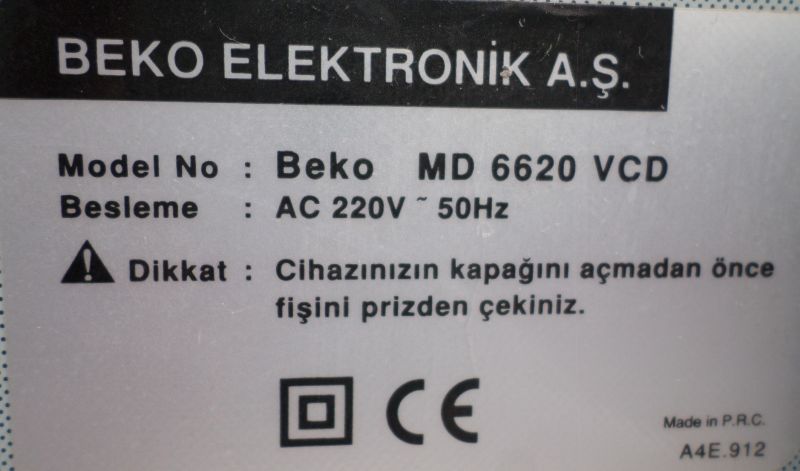 BEKO ELEKTRONİK A.Ş.
Model No : Beko MD 6620 VCD
Besleme : AC 220V ~ 50Hz
Dikkat : Cihazınızın kapağını açmadan önce
fişini prizden çekiniz.
CE
Made in P.R.C.
A4E.912